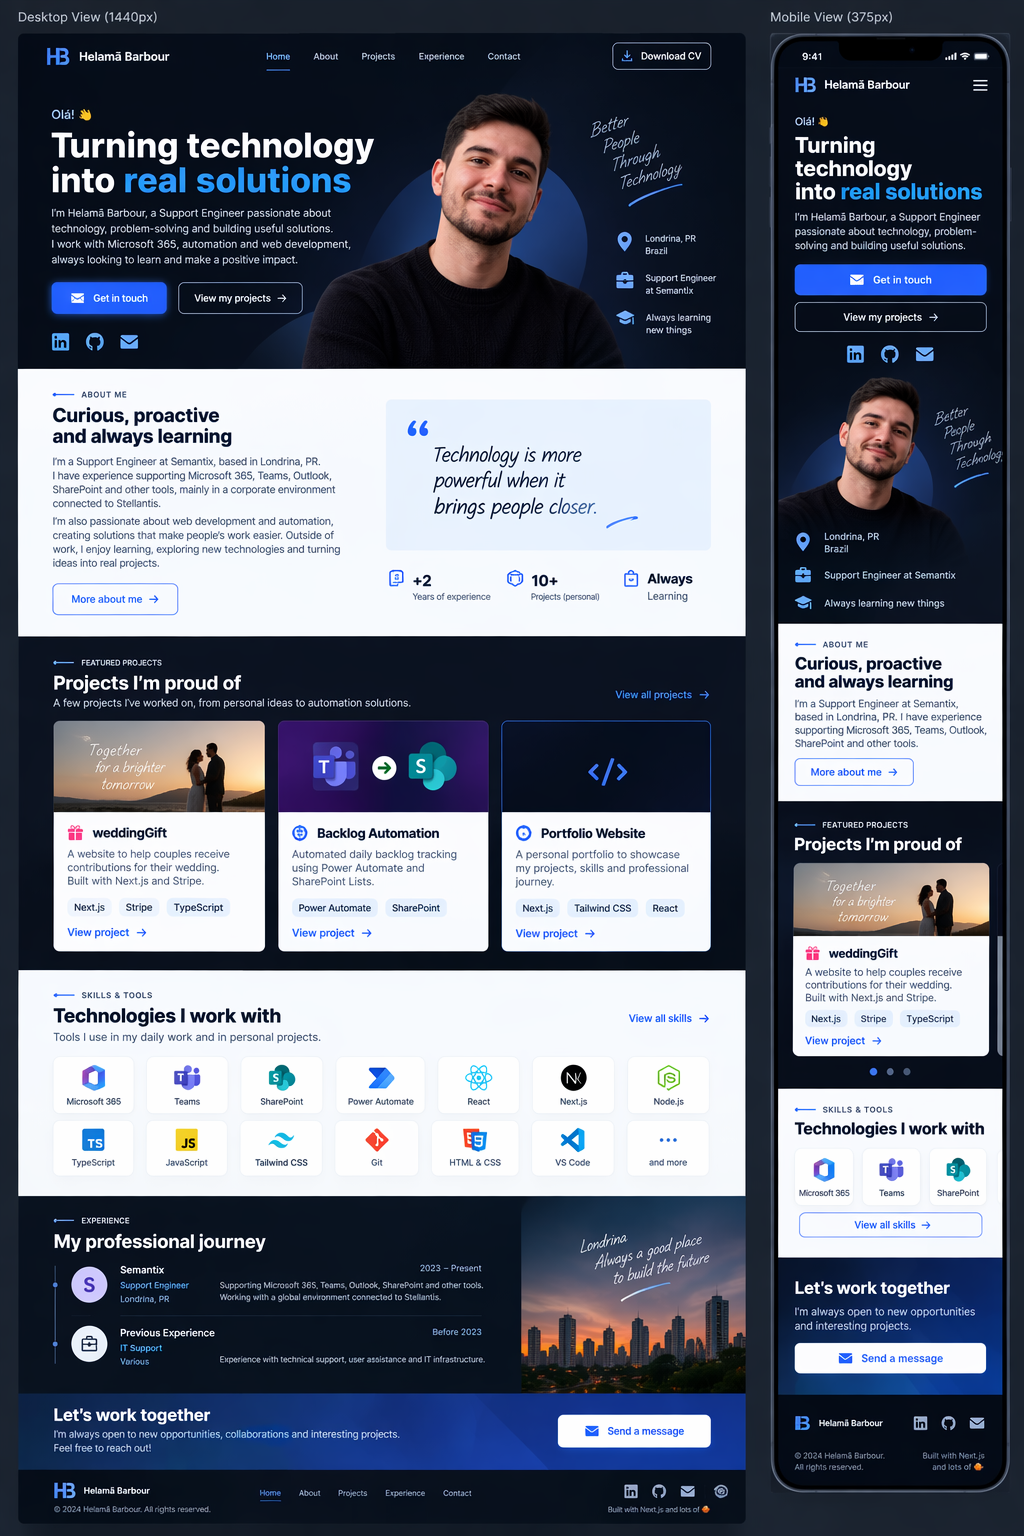 Desktop View (1440px)
HB Helamã Barbour
Home About Projects Experience Contact
Download CV
Olá! 👋
Turning technology
into real solutions
I'm Helamã Barbour, a Support Engineer passionate about
technology, problem-solving and building useful solutions.
I work with Microsoft 365, automation and web development,
always looking to learn and make a positive impact.
Get in touch
View my projects →
Better
People
Through
Technology
Londrina, PR
Brazil
Support Engineer
at Semantix
Always learning
new things
ABOUT ME
Curious, proactive
and always learning
I'm a Support Engineer at Semantix, based in Londrina, PR.
I have experience supporting Microsoft 365, Teams, Outlook,
SharePoint and other tools, mainly in a corporate environment
connected to Stellantis.
I'm also passionate about web development and automation,
creating solutions that make people's work easier. Outside of
work, I enjoy learning, exploring new technologies and turning
ideas into real projects.
More about me →
“
Technology is more
powerful when it
brings people closer.
+2
Years of experience
10+
Projects (personal)
Always
Learning
FEATURED PROJECTS
Projects I'm proud of
A few projects I've worked on, from personal ideas to automation solutions.
View all projects →
Together
for a brighter
tomorrow
weddingGift
A website to help couples receive
contributions for their wedding.
Built with Next.js and Stripe.
Next.js Stripe TypeScript
View project →
T S
Backlog Automation
Automated daily backlog tracking
using Power Automate and
SharePoint Lists.
Power Automate SharePoint
View project →
</>
Portfolio Website
A personal portfolio to showcase
my projects, skills and professional
journey.
Next.js Tailwind CSS React
View project →
SKILLS & TOOLS
Technologies I work with
Tools I use in my daily work and in personal projects.
View all skills →
Microsoft 365 Teams SharePoint Power Automate React Next.js Node.js
TypeScript JavaScript Tailwind CSS Git HTML & CSS VS Code and more
EXPERIENCE
My professional journey
S
Semantix
Support Engineer
Londrina, PR
2023 – Present
Supporting Microsoft 365, Teams, Outlook, SharePoint and other tools.
Working with a global environment connected to Stellantis.
Previous Experience
IT Support
Various
Before 2023
Experience with technical support, user assistance and IT infrastructure.
Londrina
Always a good place
to build the future
Let's work together
I'm always open to new opportunities, collaborations and interesting projects.
Feel free to reach out!
Send a message
HB Helamã Barbour
© 2024 Helamã Barbour. All rights reserved.
Home About Projects Experience Contact
Built with Next.js and lots of
Mobile View (375px)
9:41
HB Helamã Barbour
Olá! 👋
Turning
technology
into real solutions
I'm Helamã Barbour, a Support Engineer
passionate about technology, problem-
solving and building useful solutions.
Get in touch
View my projects →
Better
People
Through
Technology
Londrina, PR
Brazil
Support Engineer at Semantix
Always learning new things
ABOUT ME
Curious, proactive
and always learning
I'm a Support Engineer at Semantix,
based in Londrina, PR. I have experience
supporting Microsoft 365, Teams, Outlook,
SharePoint and other tools.
More about me →
FEATURED PROJECTS
Projects I'm proud of
Together
for a brighter
tomorrow
weddingGift
A website to help couples receive
contributions for their wedding.
Built with Next.js and Stripe.
Next.js Stripe TypeScript
View project →
SKILLS & TOOLS
Technologies I work with
Microsoft 365 Teams SharePoint
View all skills →
Let's work together
I'm always open to new opportunities
and interesting projects.
Send a message
Helamã Barbour
© 2024 Helamã Barbour.
All rights reserved.
Built with Next.js
and lots of